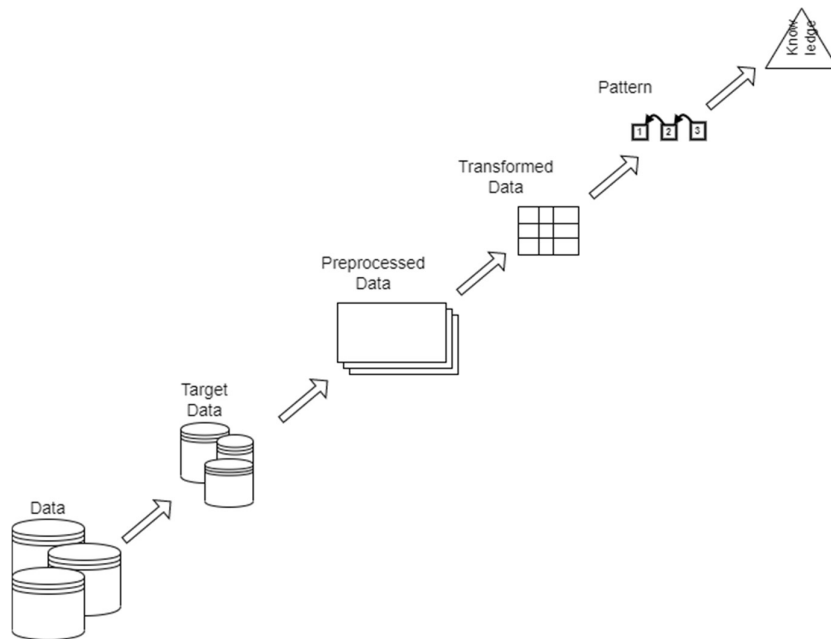 Know
ledge
Pattern
1 2 3
Transformed
Data
Preprocessed
Data
Target
Data
Data